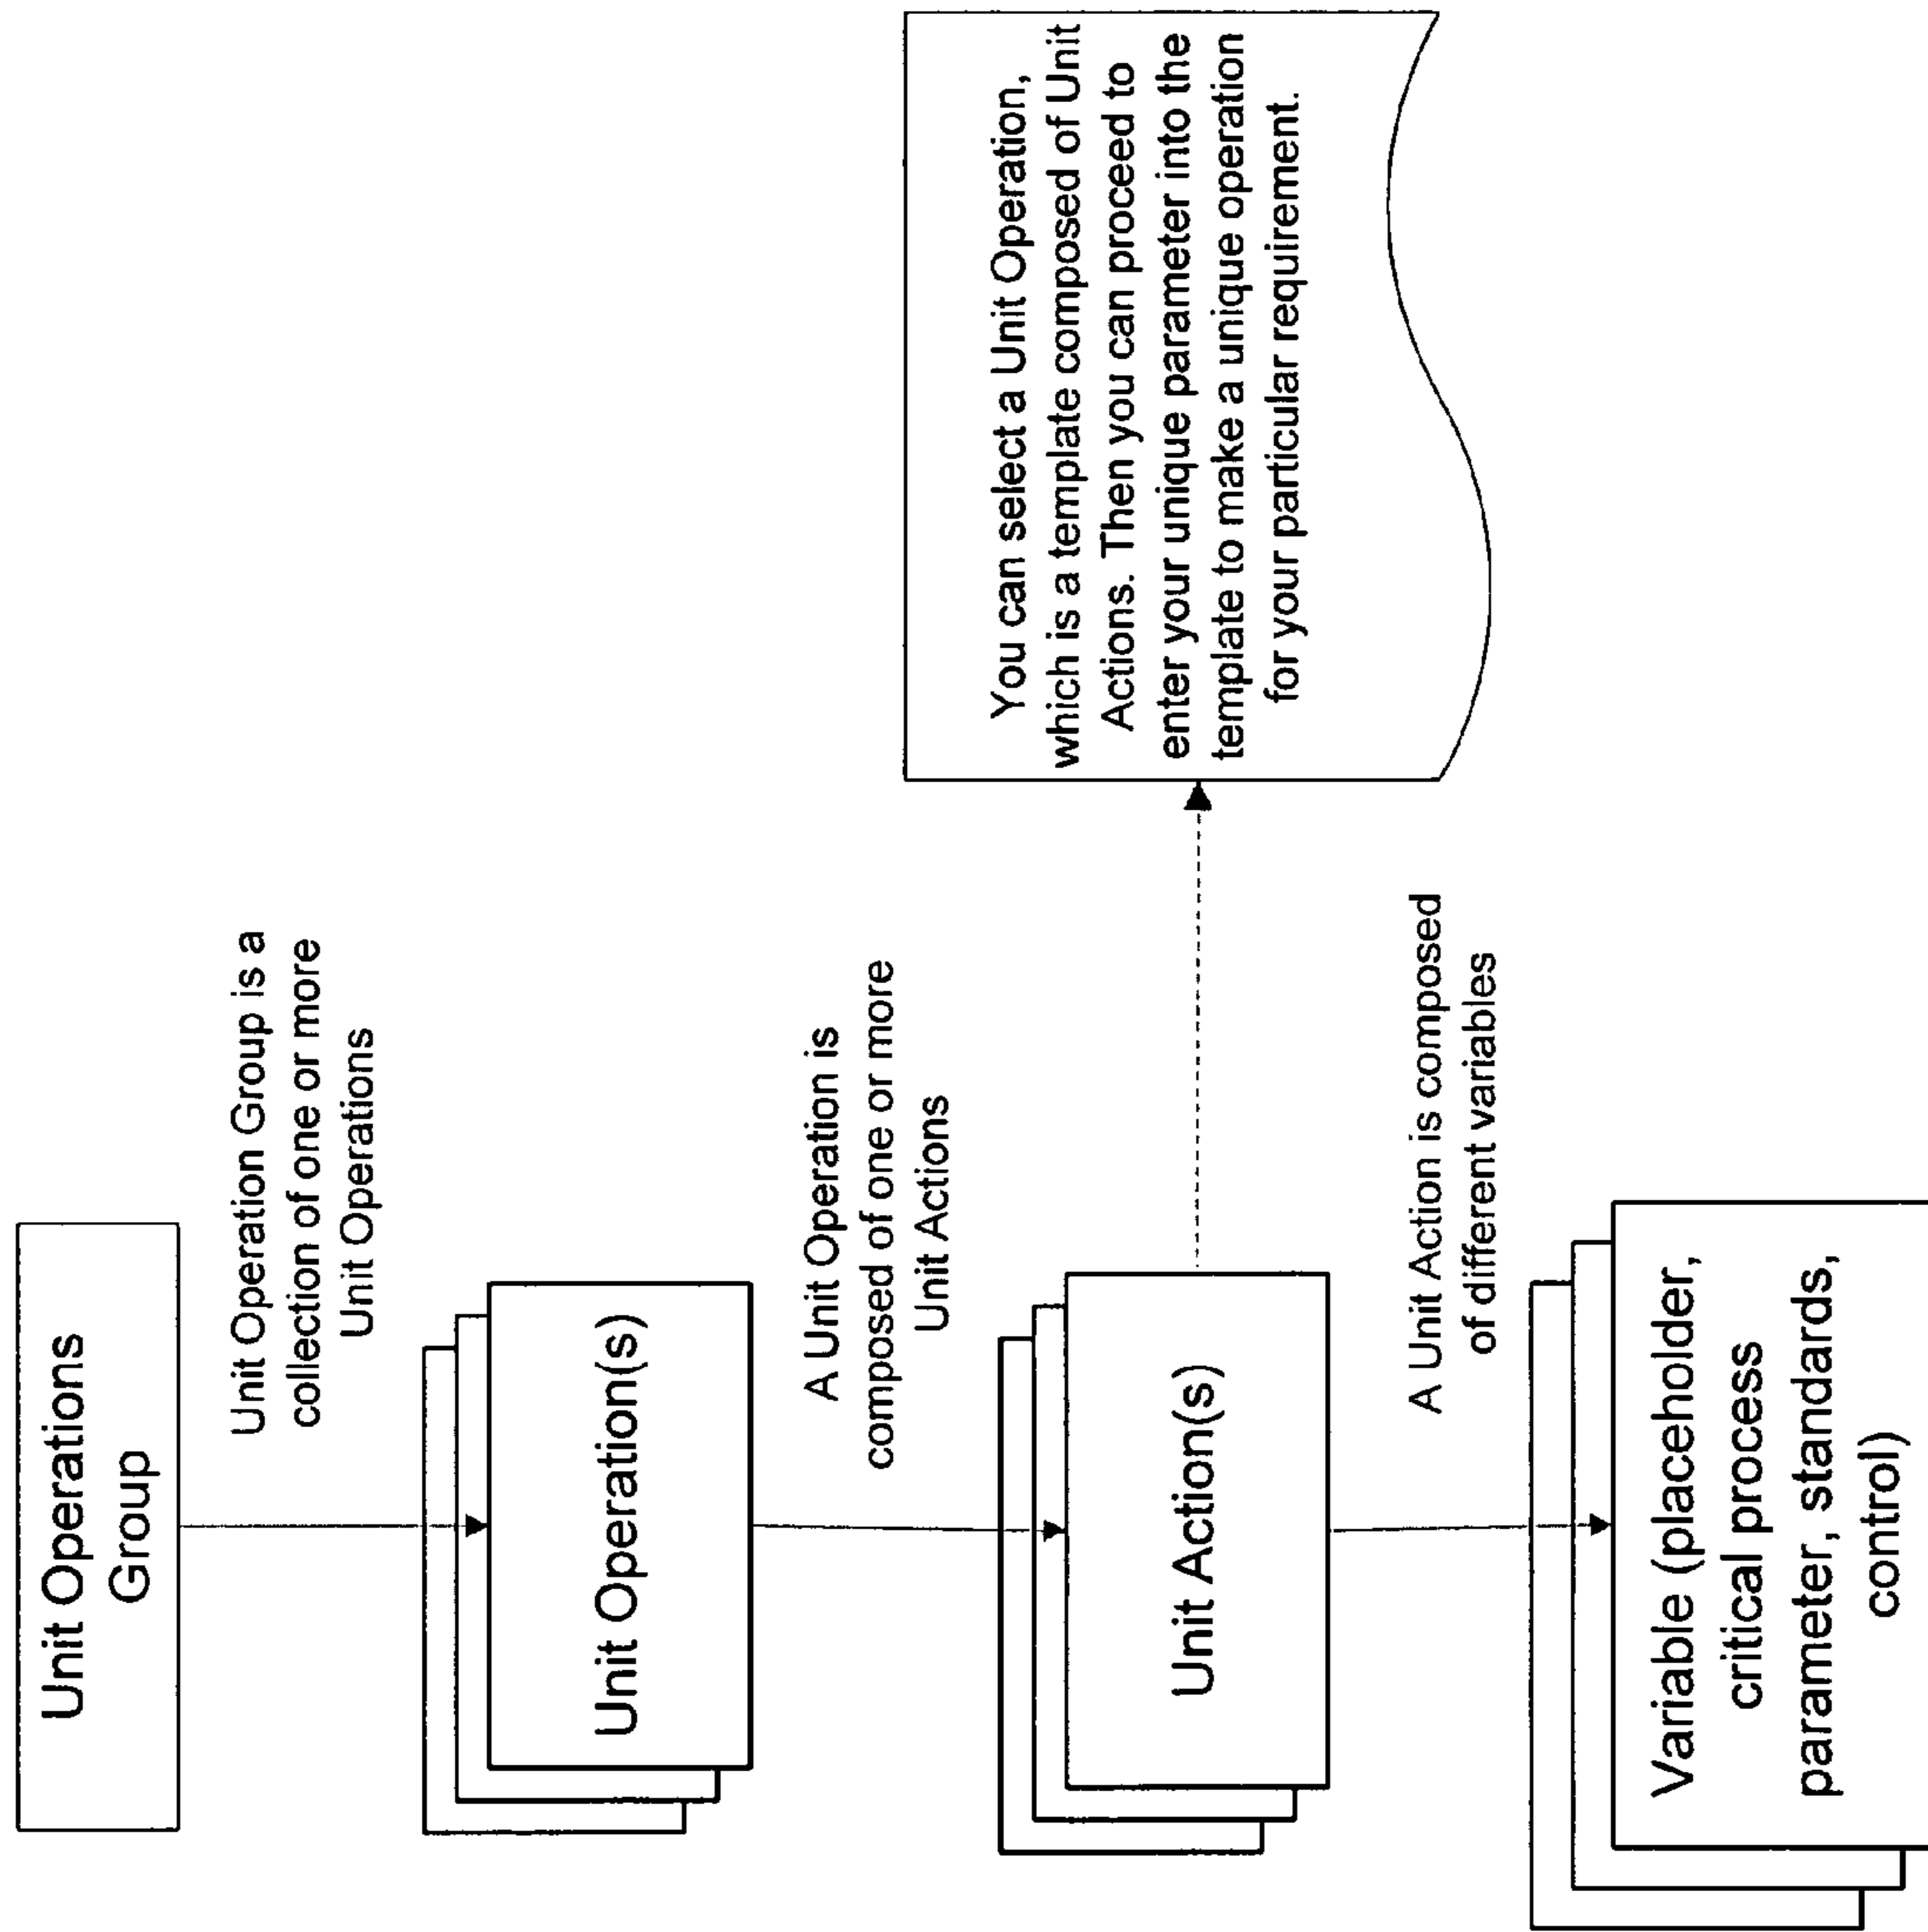 Unit Operations
Group
Unit Operation Group is a
collection of one or more
Unit Operations
Unit Operation(s)
A Unit Operation is
composed of one or more
Unit Actions
Unit Action(s)
You can select a Unit Operation,
which is a template composed of Unit
Actions. Then you can proceed to
enter your unique parameter into the
template to make a unique operation
for your particular requirement.
A Unit Action is composed
of different variables
Variable (placeholder,
critical process
parameter, standards,
control)